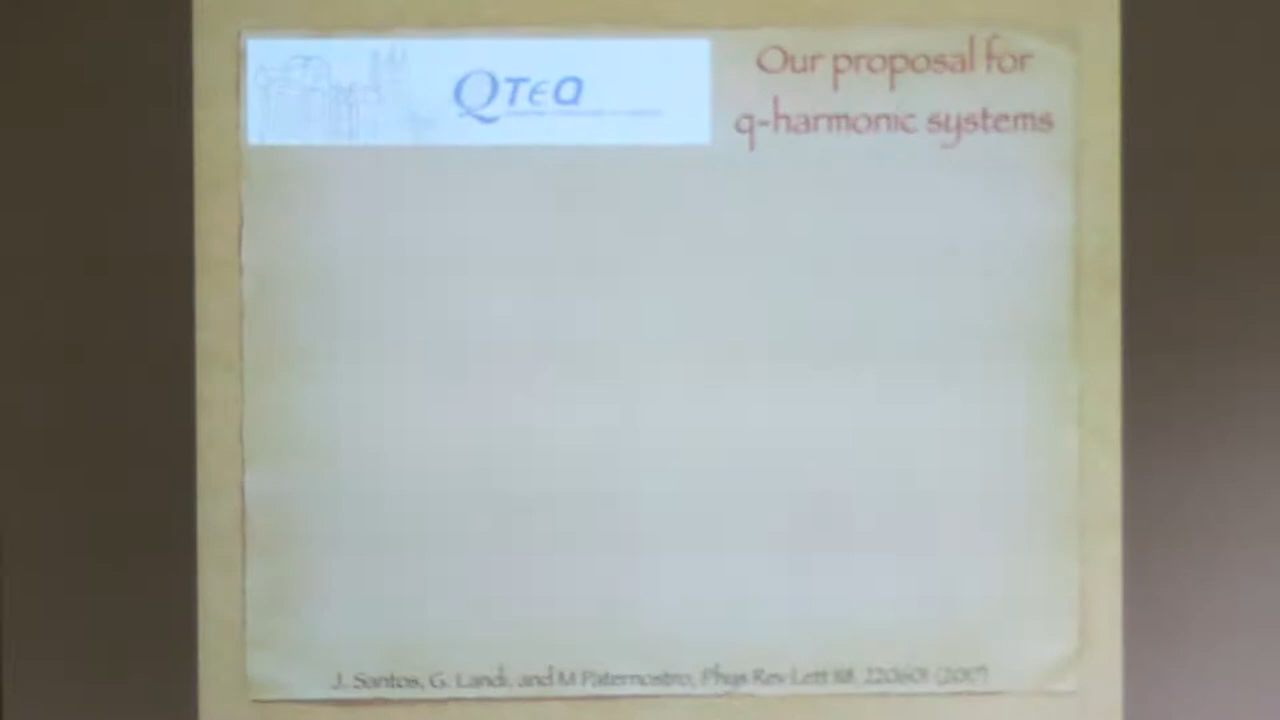 QTEQ
Our proposal for
q-harmonic systems
J. Santos, G. Landi, and M Paternostro, Phys Rev Lett 118, 220601 (2017)